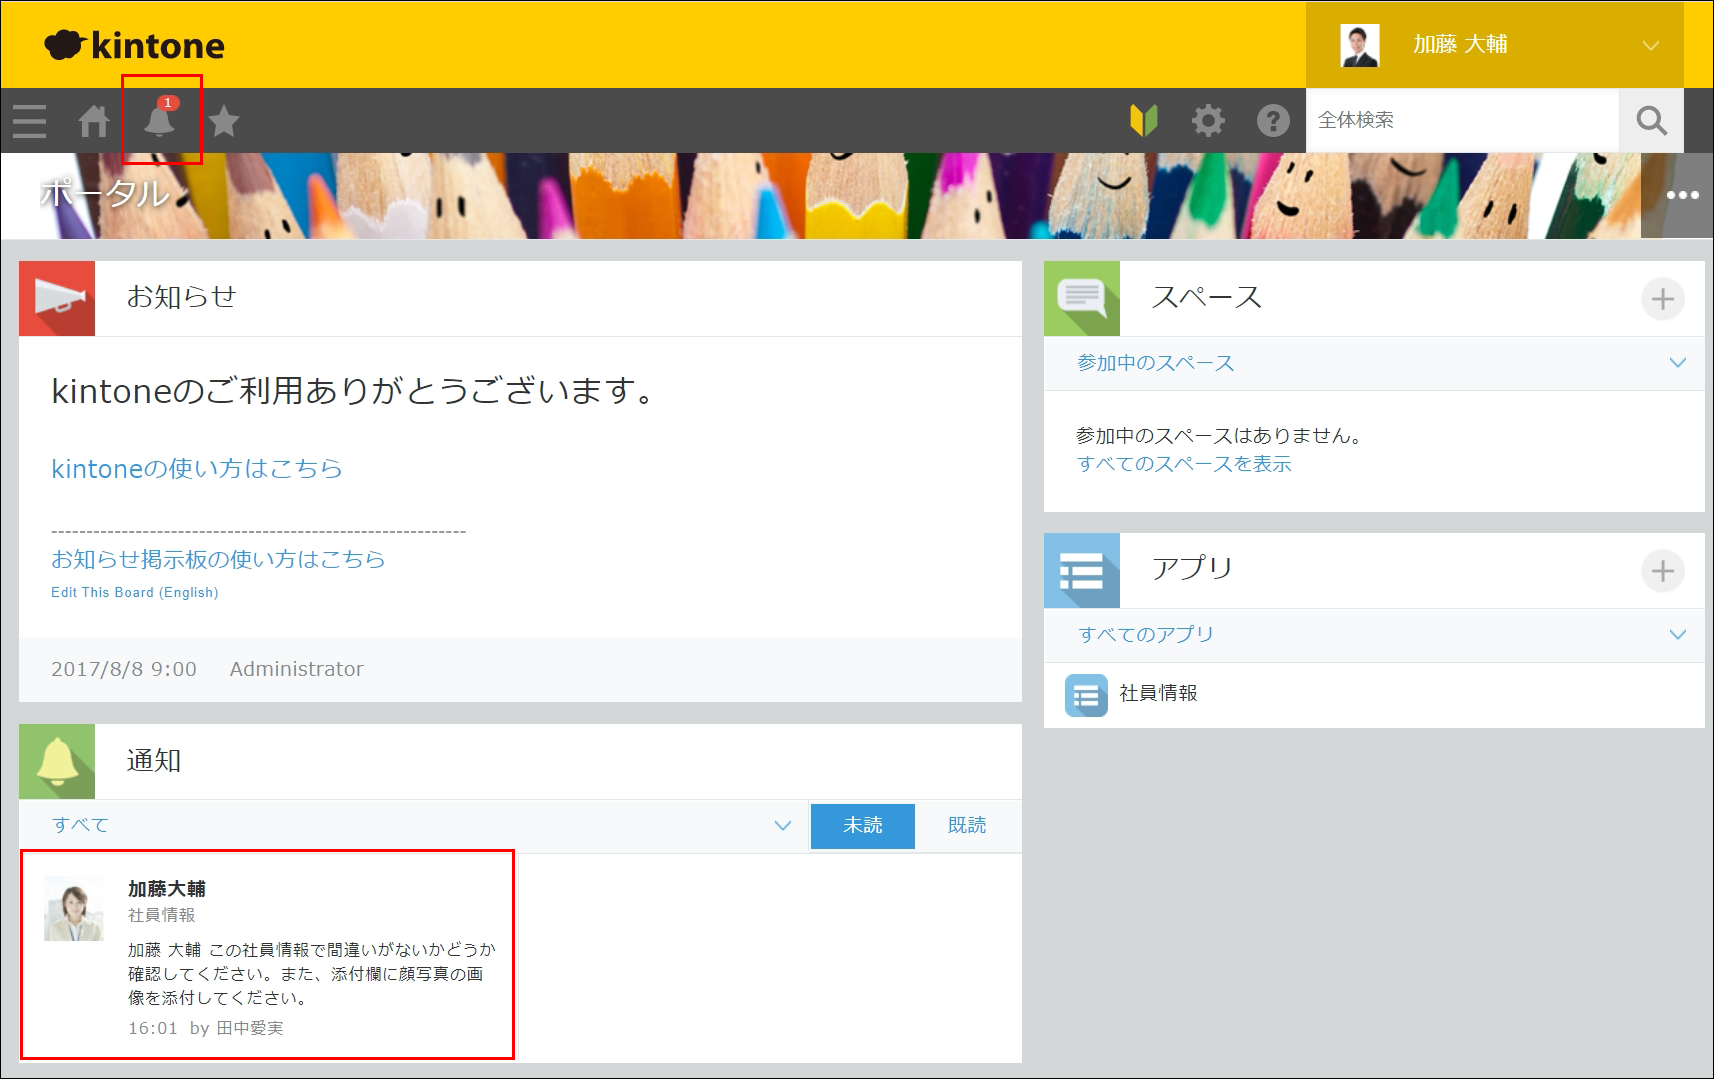 kintone
加藤 大輔
1
全体検索
ポータル
お知らせ
kintoneのご利用ありがとうございます。
kintoneの使い方はこちら
-----------------------------------------------------------
お知らせ掲示板の使い方はこちら
Edit This Board (English)
2017/8/8 9:00 Administrator
通知
すべて
未読
既読
加藤大輔
社員情報
加藤 大輔 この社員情報で間違いがないかどうか
確認してください。また、添付欄に顔写真の画
像を添付してください。
16:01 by 田中愛実
スペース
参加中のスペース
参加中のスペースはありません。
すべてのスペースを表示
アプリ
すべてのアプリ
社員情報